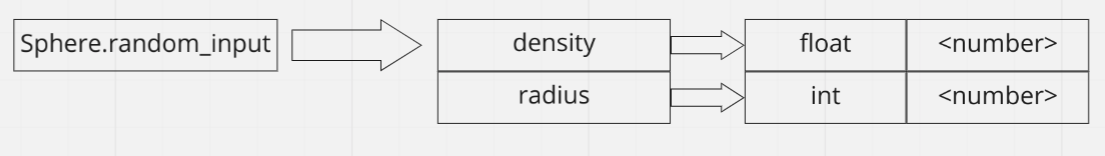 Sphere.random_input density float <number>
radius int <number>